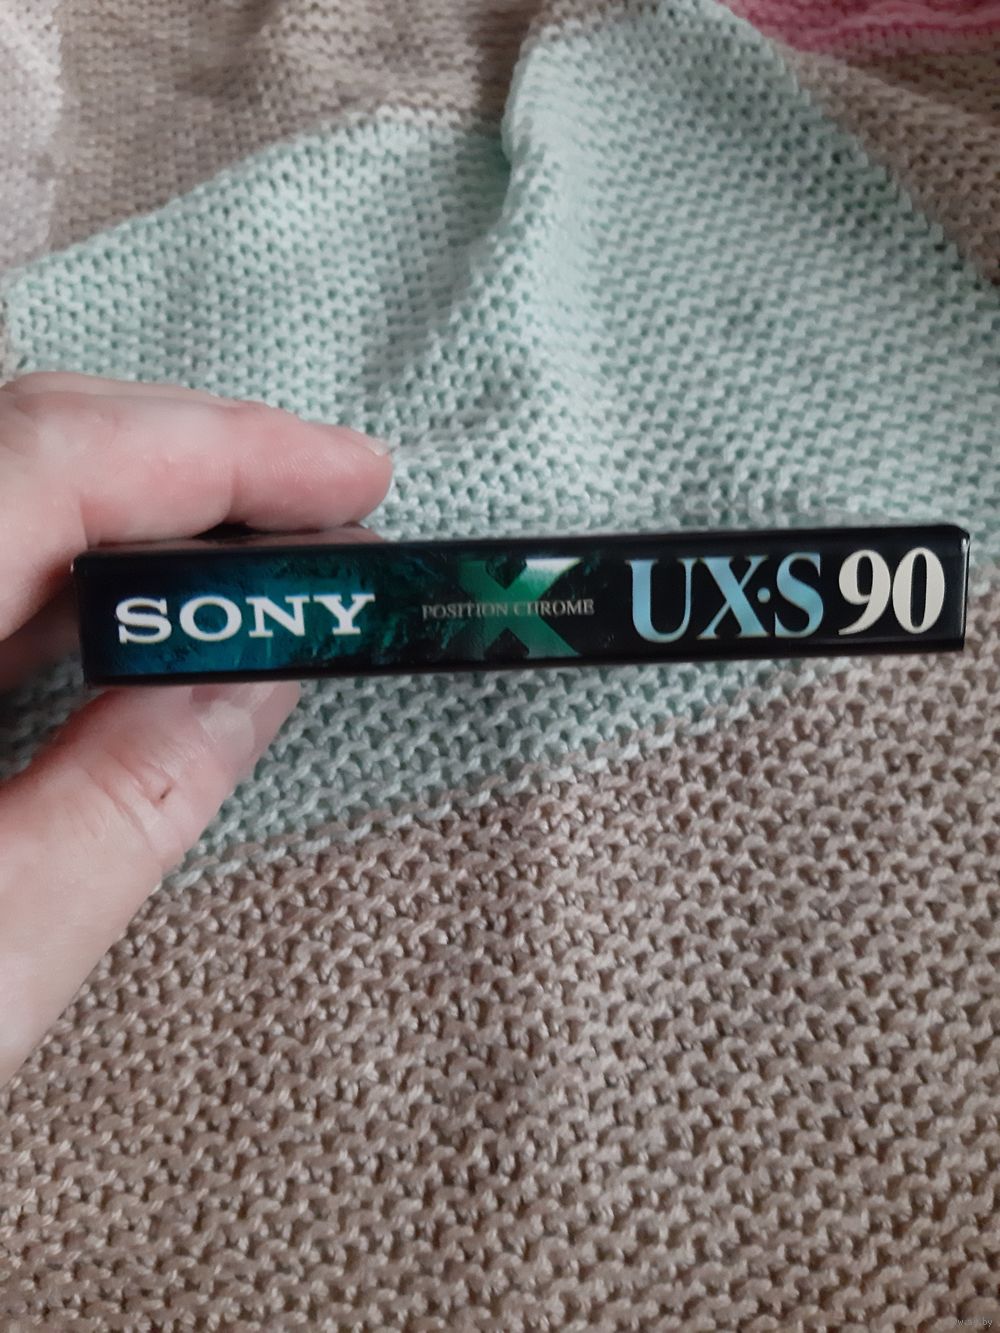 SONY POSITION CHROME UX·S 90